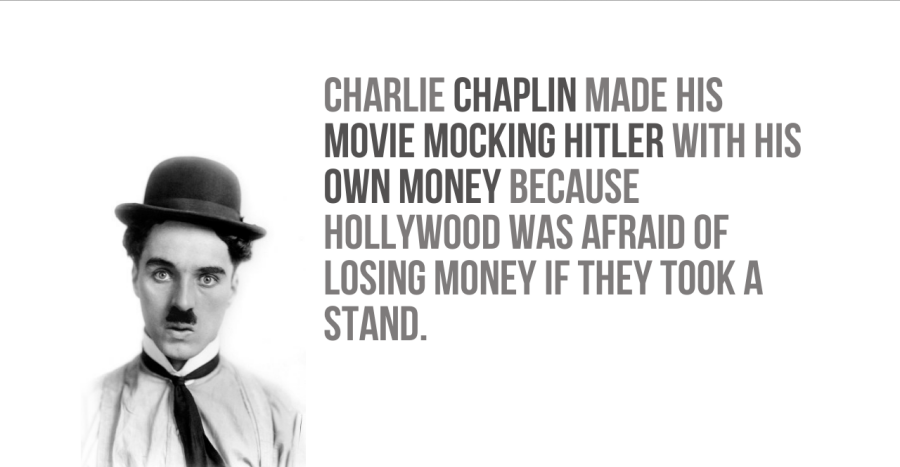 CHARLIE CHAPLIN MADE HIS
MOVIE MOCKING HITLER WITH HIS
OWN MONEY BECAUSE
HOLLYWOOD WAS AFRAID OF
LOSING MONEY IF THEY TOOK A
STAND.